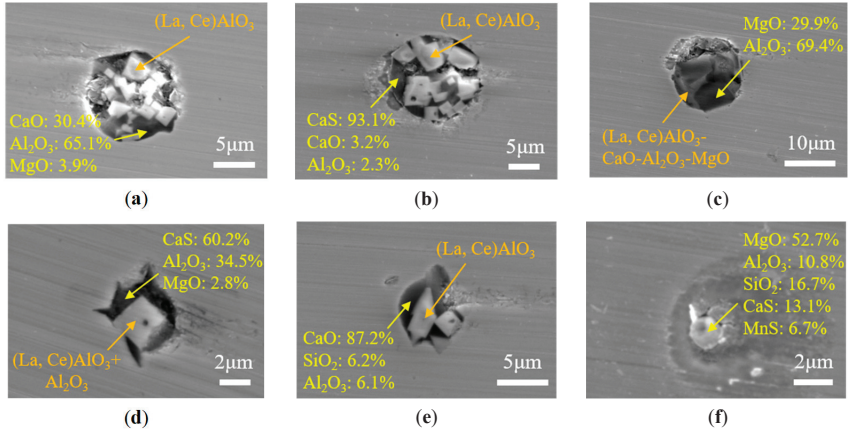 (La, Ce)AlO₃
CaO: 30.4%
Al₂O₃: 65.1%
MgO: 3.9%
5μm
(a)
(La, Ce)AlO₃
CaS: 93.1%
CaO: 3.2%
Al₂O₃: 2.3%
5μm
(b)
MgO: 29.9%
Al₂O₃: 69.4%
(La, Ce)AlO₃-
CaO-Al₂O₃-MgO
10μm
(c)
CaS: 60.2%
Al₂O₃: 34.5%
MgO: 2.8%
(La, Ce)AlO₃+
Al₂O₃
2μm
(d)
(La, Ce)AlO₃
CaO: 87.2%
SiO₂: 6.2%
Al₂O₃: 6.1%
5μm
(e)
MgO: 52.7%
Al₂O₃: 10.8%
SiO₂: 16.7%
CaS: 13.1%
MnS: 6.7%
2μm
(f)